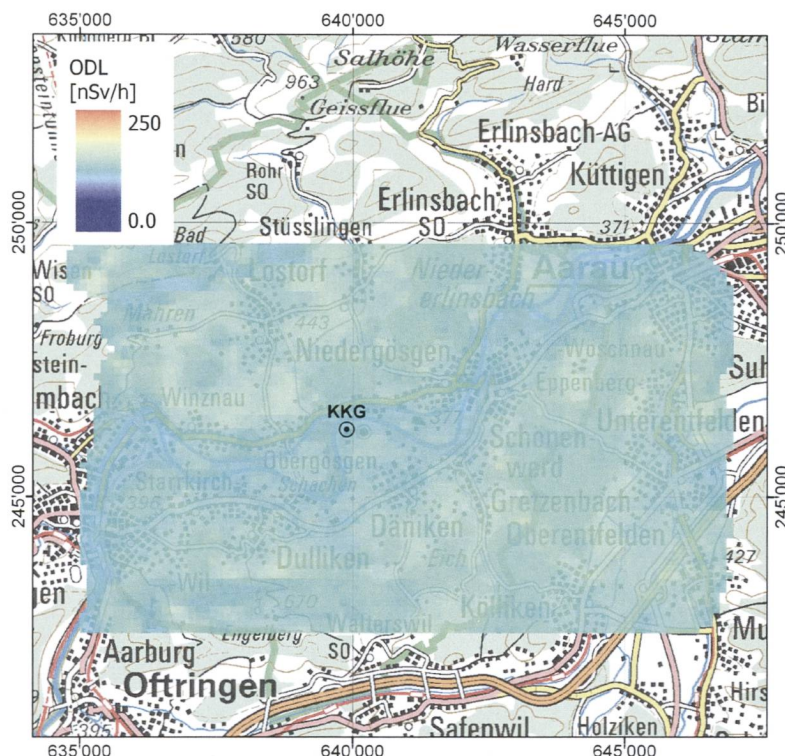 635'000
640'000
645'000
ODL
[nSv/h]
250
0.0
580
Salhöhe
Wasserflue
963
Hard
Geissflue
Erlinsbach-AG
Bi
Rohr
SO
Küttigen
Erlinsbach
SO
Stüsslingen
371
250'000
250'000
Bad
Lostorf
Lostorf
Nieder-
erlinsbach
Aarau
SO
Mahren
Froburg
443
Niedergösgen
Wöschnau
Suh
Eppenberg
mbach
Winznau
KKG
Unterentfelden
Schönen
werd
Obergösgen
Schachen
Starrkirch
245'000
245'000
Gretzenbach
Däniken
Oberentfelden
Dulliken
Eich
427
Wil
Kölliken
gen
Engelberg
Walterswil
SO
Mu
Aarburg
Oftringen
Hirs
395
Safenwil
Holziken
635'000
640'000
645'000